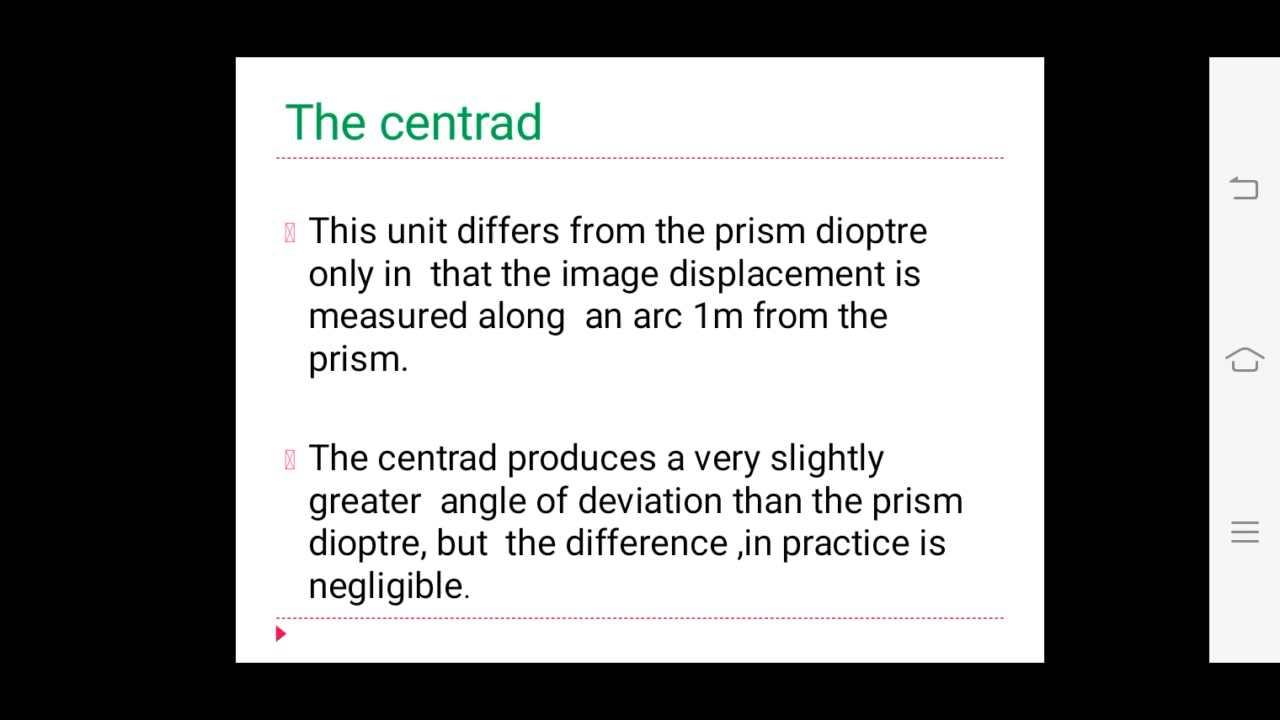 The centrad
This unit differs from the prism dioptre
only in that the image displacement is
measured along an arc 1m from the
prism.
The centrad produces a very slightly
greater angle of deviation than the prism
dioptre, but the difference ,in practice is
negligible.